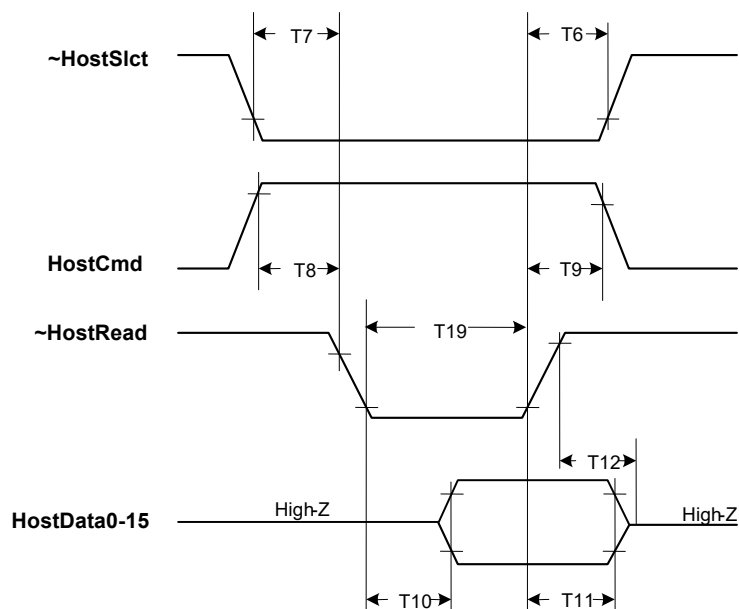 T7
T6
~HostSlct
HostCmd
T8
T9
~HostRead
T19
T12
High-Z
High-Z
HostData0-15
T10
T11